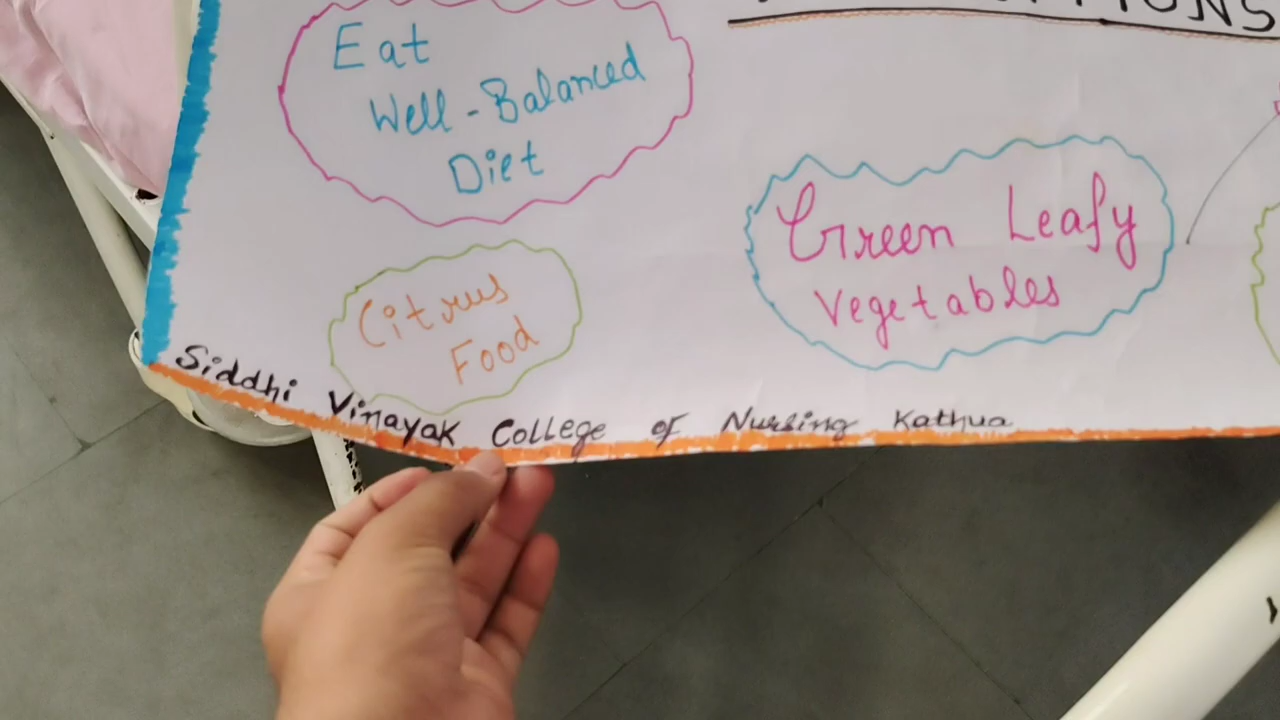 Eat
Well-Balanced
Diet
Citrus
Food
Green Leafy
Vegetables
Siddhi Vinayak College of Nursing Kathua